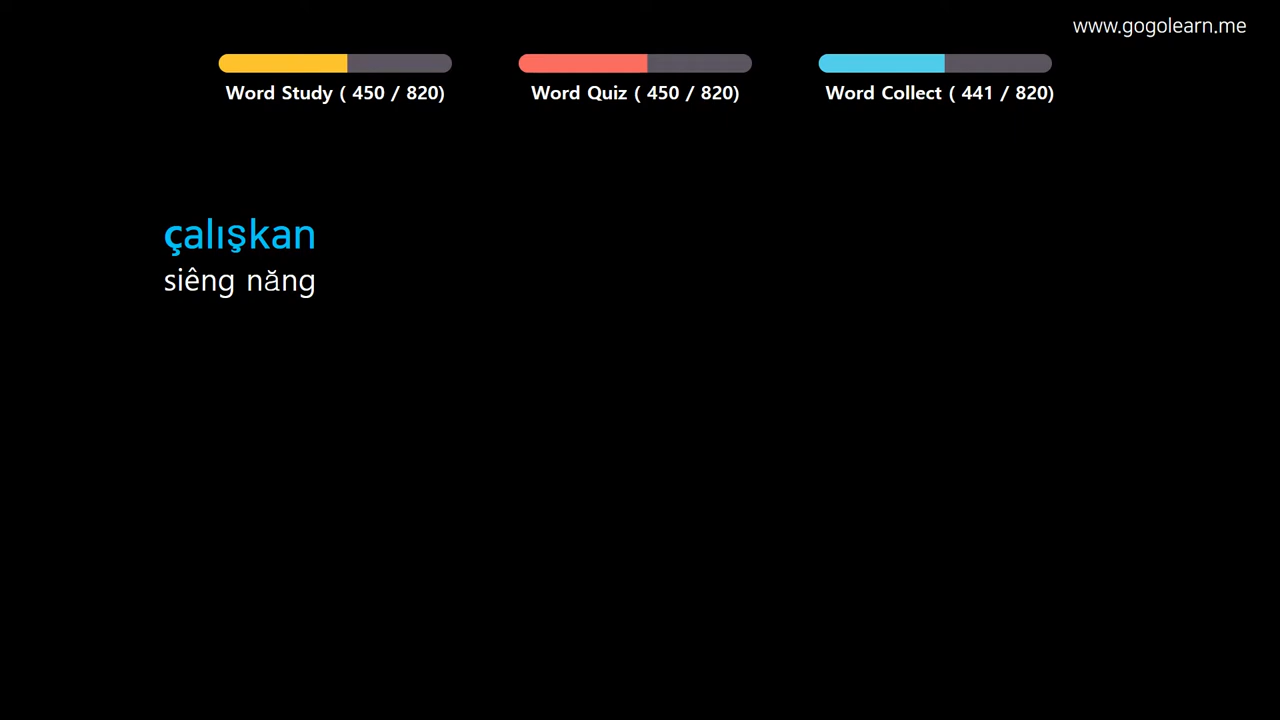 www.gogolearn.me
Word Study ( 450 / 820)
Word Quiz ( 450 / 820)
Word Collect ( 441 / 820)
çalışkan
siêng năng